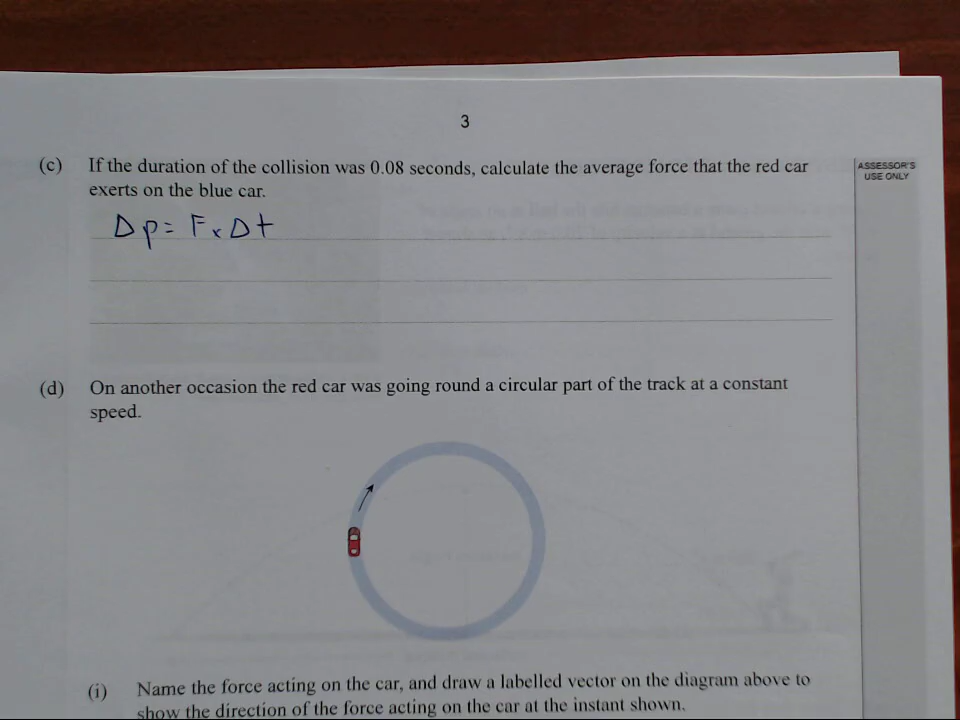 3
(c) If the duration of the collision was 0.08 seconds, calculate the average force that the red car
exerts on the blue car.
ASSESSOR'S
USE ONLY
Δp = F x Δt
(d) On another occasion the red car was going round a circular part of the track at a constant
speed.
(i) Name the force acting on the car, and draw a labelled vector on the diagram above to
show the direction of the force acting on the car at the instant shown.